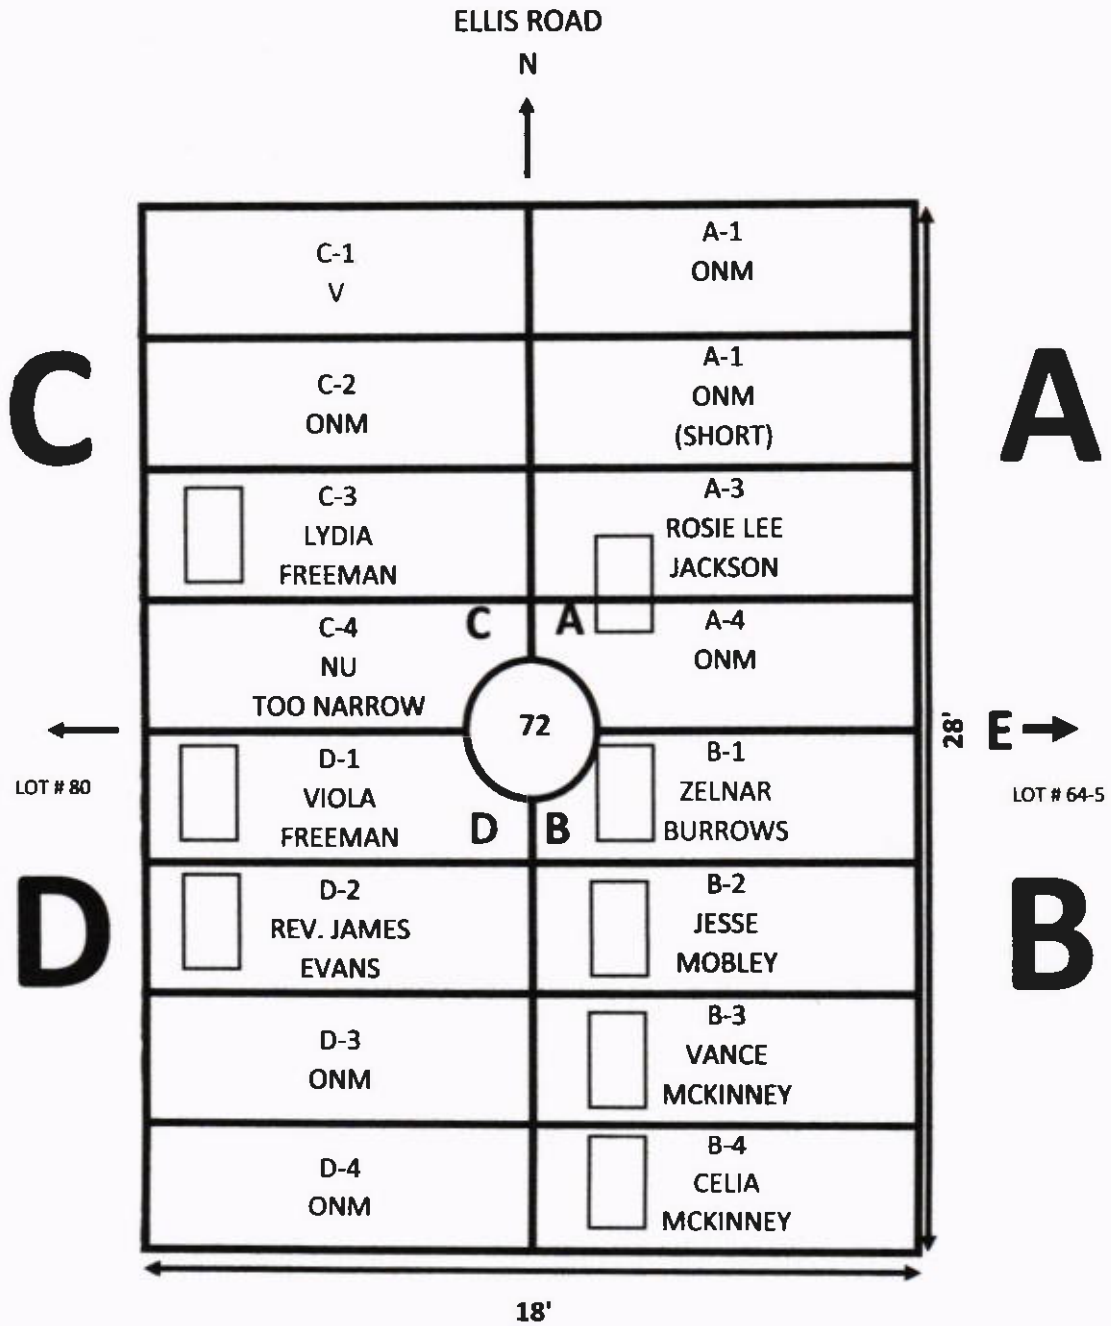 ELLIS ROAD
N
C-1
V
A-1
ONM
C
C-2
ONM
A-1
ONM
(SHORT)
A
C-3
LYDIA
FREEMAN
A-3
ROSIE LEE
JACKSON
C-4
NU
TOO NARROW
C
A
A-4
ONM
72
28'
E
LOT # 80
LOT # 64-5
D-1
VIOLA
FREEMAN
D
B
B-1
ZELNAR
BURROWS
D
D-2
REV. JAMES
EVANS
B-2
JESSE
MOBLEY
B
D-3
ONM
B-3
VANCE
MCKINNEY
D-4
ONM
B-4
CELIA
MCKINNEY
18'